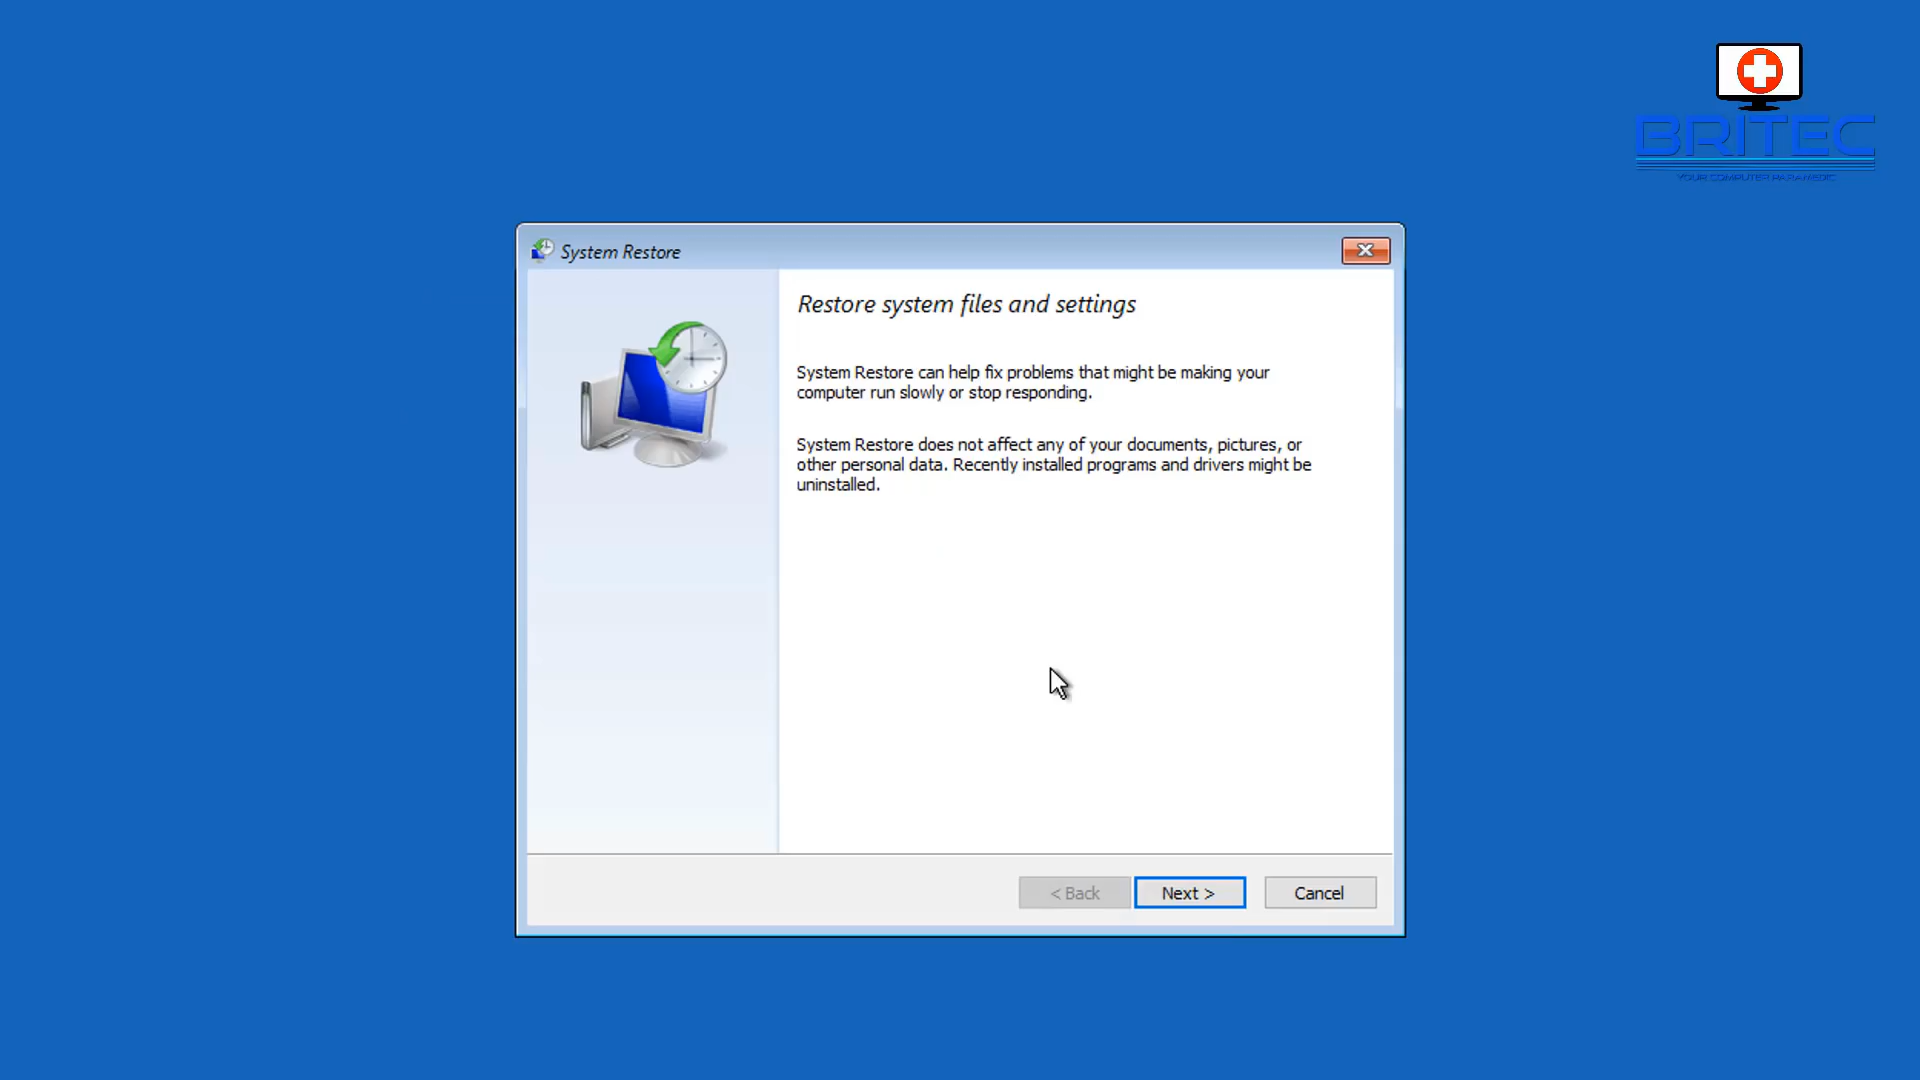 BRITEC
YOUR COMPUTER PARAMEDIC
System Restore
Restore system files and settings
System Restore can help fix problems that might be making your
computer run slowly or stop responding.
System Restore does not affect any of your documents, pictures, or
other personal data. Recently installed programs and drivers might be
uninstalled.
< Back
Next >
Cancel